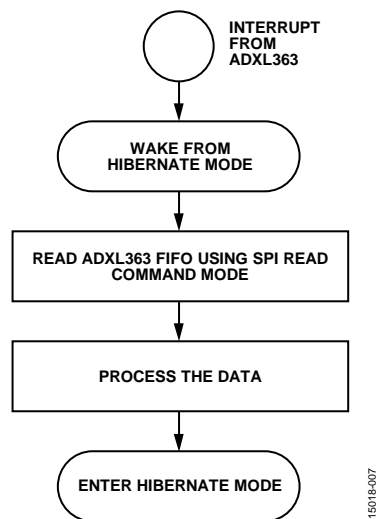 INTERRUPT
FROM
ADXL363
WAKE FROM
HIBERNATE MODE
READ ADXL363 FIFO USING SPI READ
COMMAND MODE
PROCESS THE DATA
ENTER HIBERNATE MODE
15018-007